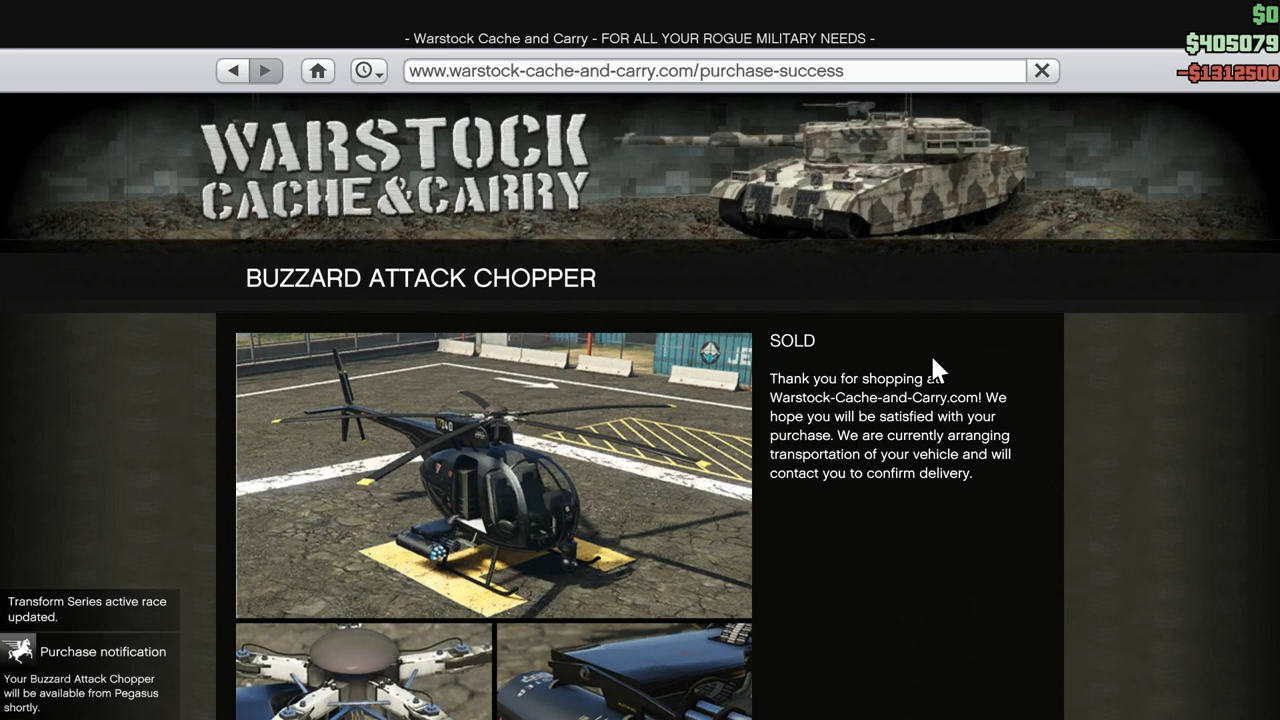 $0
- Warstock Cache and Carry - FOR ALL YOUR ROGUE MILITARY NEEDS -
$405079
www.warstock-cache-and-carry.com/purchase-success
-$1312500
WARSTOCK
CACHE&CARRY
BUZZARD ATTACK CHOPPER
SOLD
Thank you for shopping
Warstock-Cache-and-Carry.com! We
hope you will be satisfied with your
purchase. We are currently arranging
transportation of your vehicle and will
contact you to confirm delivery.
Transform Series active race
updated.
Purchase notification
Your Buzzard Attack Chopper
will be available from Pegasus
shortly.